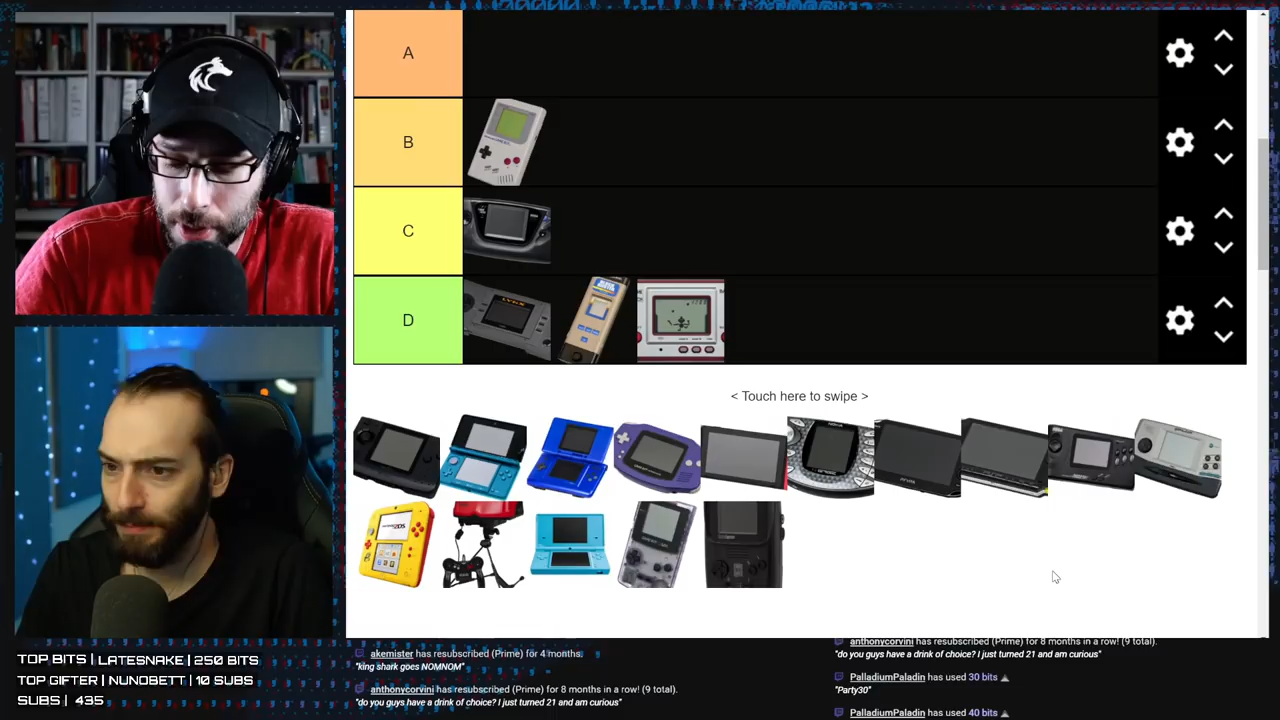 A
B
C
D
LYNX
< Touch here to swipe >
NINTENDO 2DS
TOP BITS | LATESNAKE | 250 BITS
TOP GIFTER | NUNOBETT | 10 SUBS
SUBS | 435
akemister has resubscribed (Prime) for 4 months.
"king shark goes NOMNOM"
anthonycorvini has resubscribed (Prime) for 8 months in a row! (9 total).
"do you guys have a drink of choice? I just turned 21 and am curious"
anthonycorvini has resubscribed (Prime) for 8 months in a row! (9 total).
"do you guys have a drink of choice? I just turned 21 and am curious"
PalladiumPaladin has used 30 bits
"Party30"
PalladiumPaladin has used 40 bits